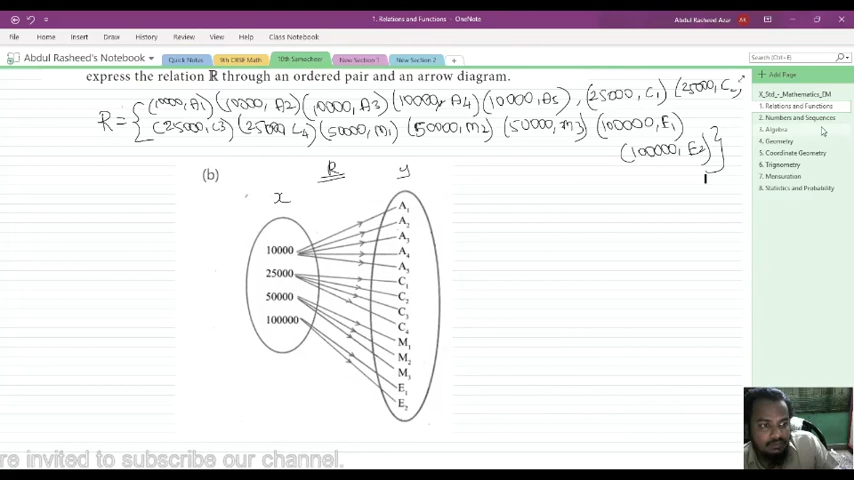 1. Relations and Functions - OneNote
Abdul Rasheed Azar AK
File Home Insert Draw History Review View Help Class Notebook
Abdul Rasheed's Notebook Quick Notes 9th CBSE Math 10th Samacheer New Section 1 New Section 2 +
Search (Ctrl+E)
Add Page
express the relation ℝ through an ordered pair and an arrow diagram.
R = { (10000, A1) (10000, A2) (10000, A3) (10000, A4) (10000, A5), (25000, C1) (25000, C4)
(25000, C3) (25000 C4) (50000, M1) (50000, M2) (50000, M3) (100000, E1)
(100000, E2) }
X_Std_-_Mathematics_EM
1. Relations and Functions
2. Numbers and Sequences
3. Algebra
4. Geometry
5. Coordinate Geometry
6. Trignometry
7. Mensuration
8. Statistics and Probability
(b)
R
x y
10000
25000
50000
100000
A1
A2
A3
A4
A5
C1
C2
C3
C4
M1
M2
M3
E1
E2
re invited to subscribe our channel.